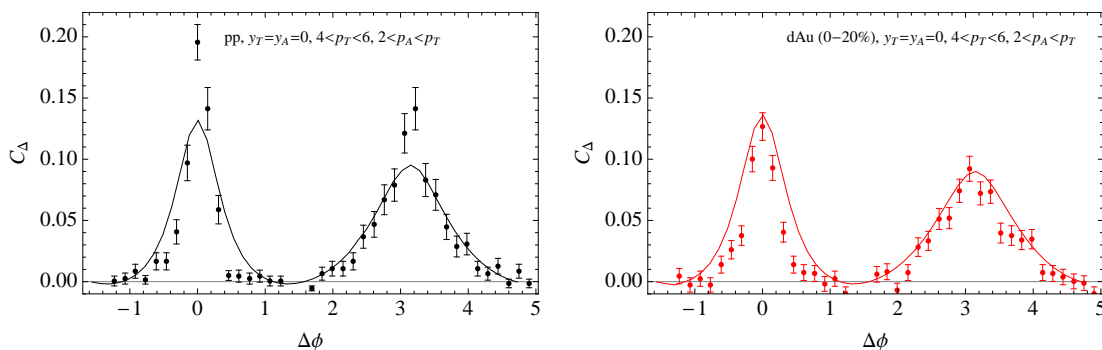 pp, y_T=y_A=0, 4<p_T<6, 2<p_A<p_T
0.20
0.15
0.10
0.05
0.00
C_Δ
−1 0 1 2 3 4 5
Δϕ
dAu (0−20%), y_T=y_A=0, 4<p_T<6, 2<p_A<p_T
0.20
0.15
0.10
0.05
0.00
C_Δ
−1 0 1 2 3 4 5
Δϕ